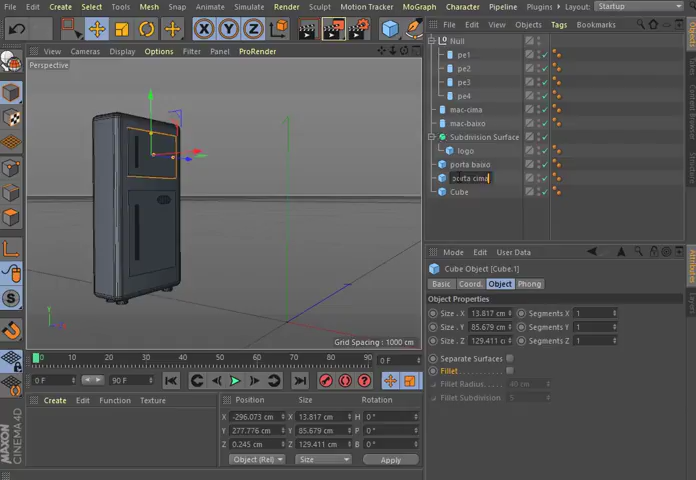 File Edit Create Select Tools Mesh Snap Animate Simulate Render Sculpt Motion Tracker MoGraph Character Pipeline Plugins Layout: Startup
View Cameras Display Options Filter Panel ProRender
File Edit View Objects Tags Bookmarks
Perspective
Null
pe1
pe2
pe3
pe4
mac-cima
mac-baixo
Subdivision Surface
logo
porta baixo
porta cima
Cube
Grid Spacing : 1000 cm
Mode Edit User Data
Cube Object [Cube.1]
Basic Coord. Object Phong
Object Properties
Size . X 13.817 cm Segments X 1
Size . Y 85.679 cm Segments Y 1
Size . Z 129.411 cm Segments Z 1
Separate Surfaces
Fillet
Fillet Radius 40 cm
Fillet Subdivision 5
0 10 20 30 40 50 60 70 80 90 0 F
0 F 90 F
Create Edit Function Texture
Position Size Rotation
X -296.073 cm X 13.817 cm H 0 °
Y 277.776 cm Y 85.679 cm P 0 °
Z 0.245 cm Z 129.411 cm B 0 °
Object (Rel) Size Apply
Objects
Attributes
Layers
MAXON
CINEMA 4D